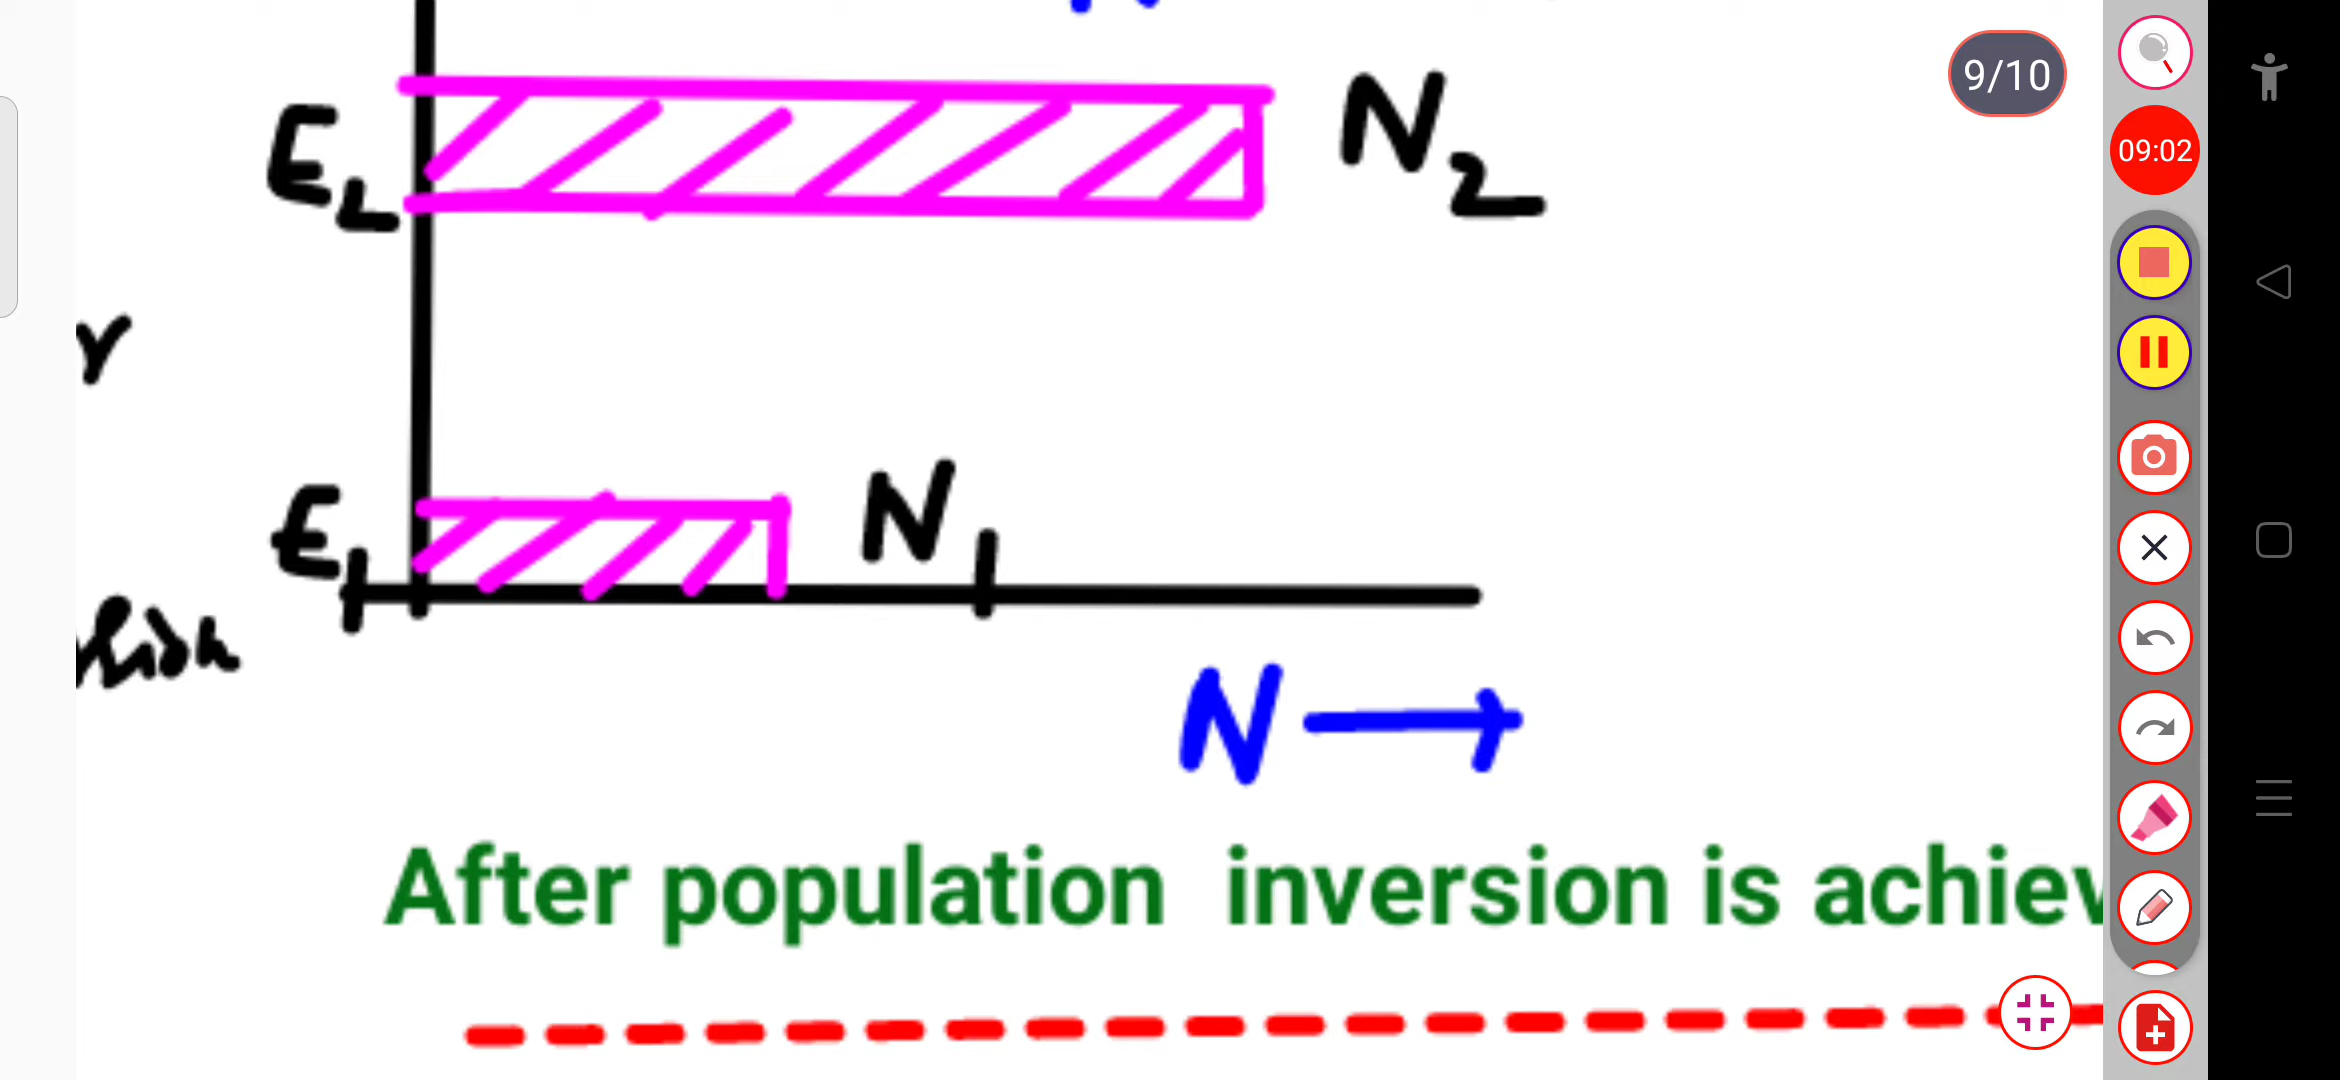 9/10
09:02
E2 N2
E1 N1
N →
After population inversion is achiev